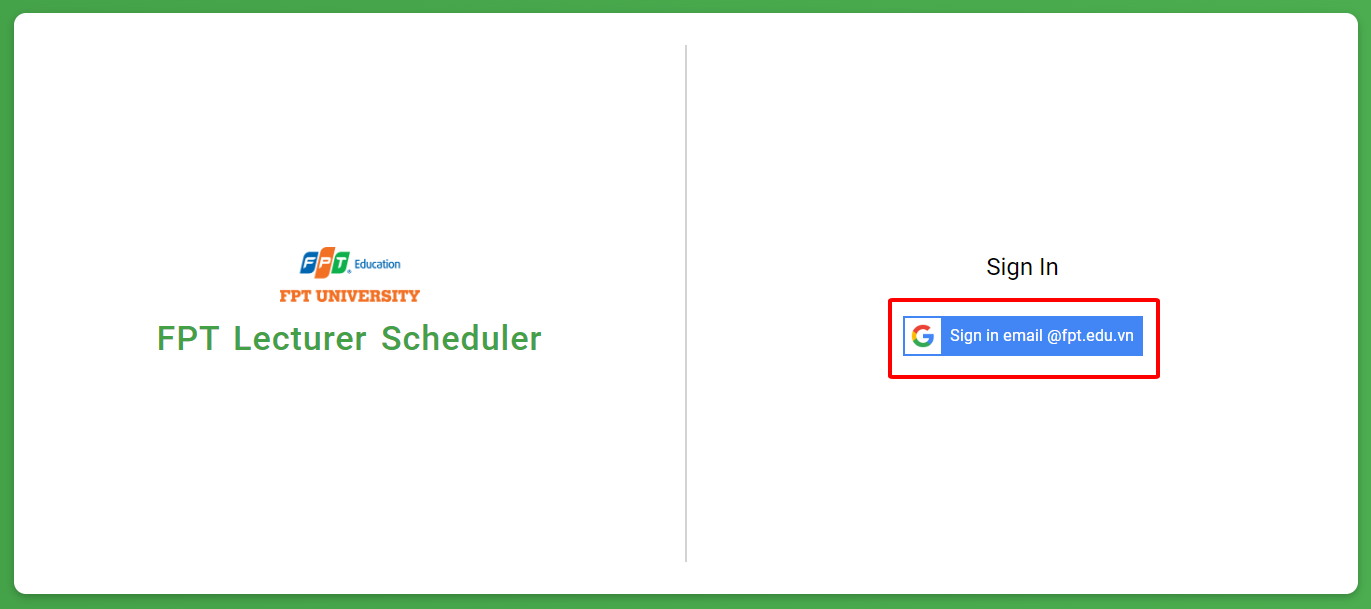 FPT Education
FPT UNIVERSITY
FPT Lecturer Scheduler
Sign In
G Sign in email @fpt.edu.vn